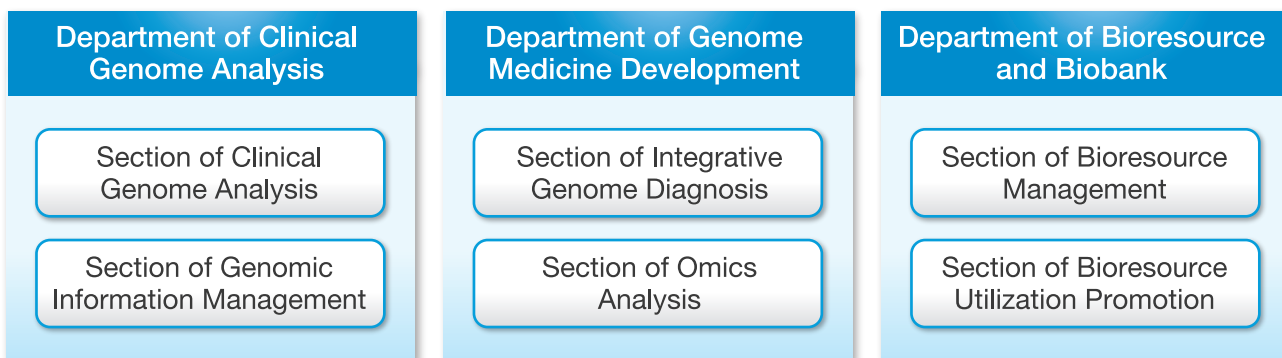 Department of Clinical
Genome Analysis
Section of Clinical
Genome Analysis
Section of Genomic
Information Management
Department of Genome
Medicine Development
Section of Integrative
Genome Diagnosis
Section of Omics
Analysis
Department of Bioresource
and Biobank
Section of Bioresource
Management
Section of Bioresource
Utilization Promotion